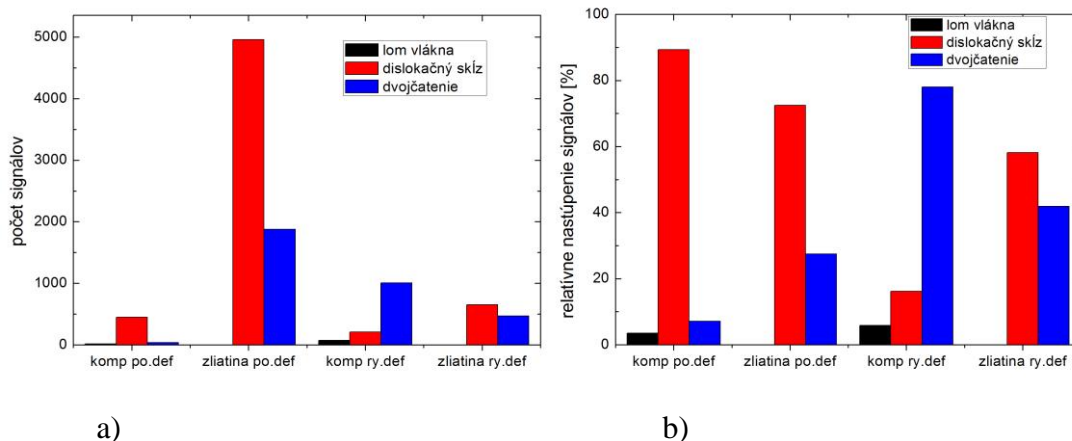 5000
4000
3000
2000
1000
0
počet signálov
lom vlákna
dislokačný skĺz
dvojčatenie
komp po.def zliatina po.def komp ry.def zliatina ry.def
a)
100
80
60
40
20
0
relatívne nastúpenie signálov [%]
lom vlákna
dislokačný skĺz
dvojčatenie
komp po.def zliatina po.def komp ry.def zliatina ry.def
b)